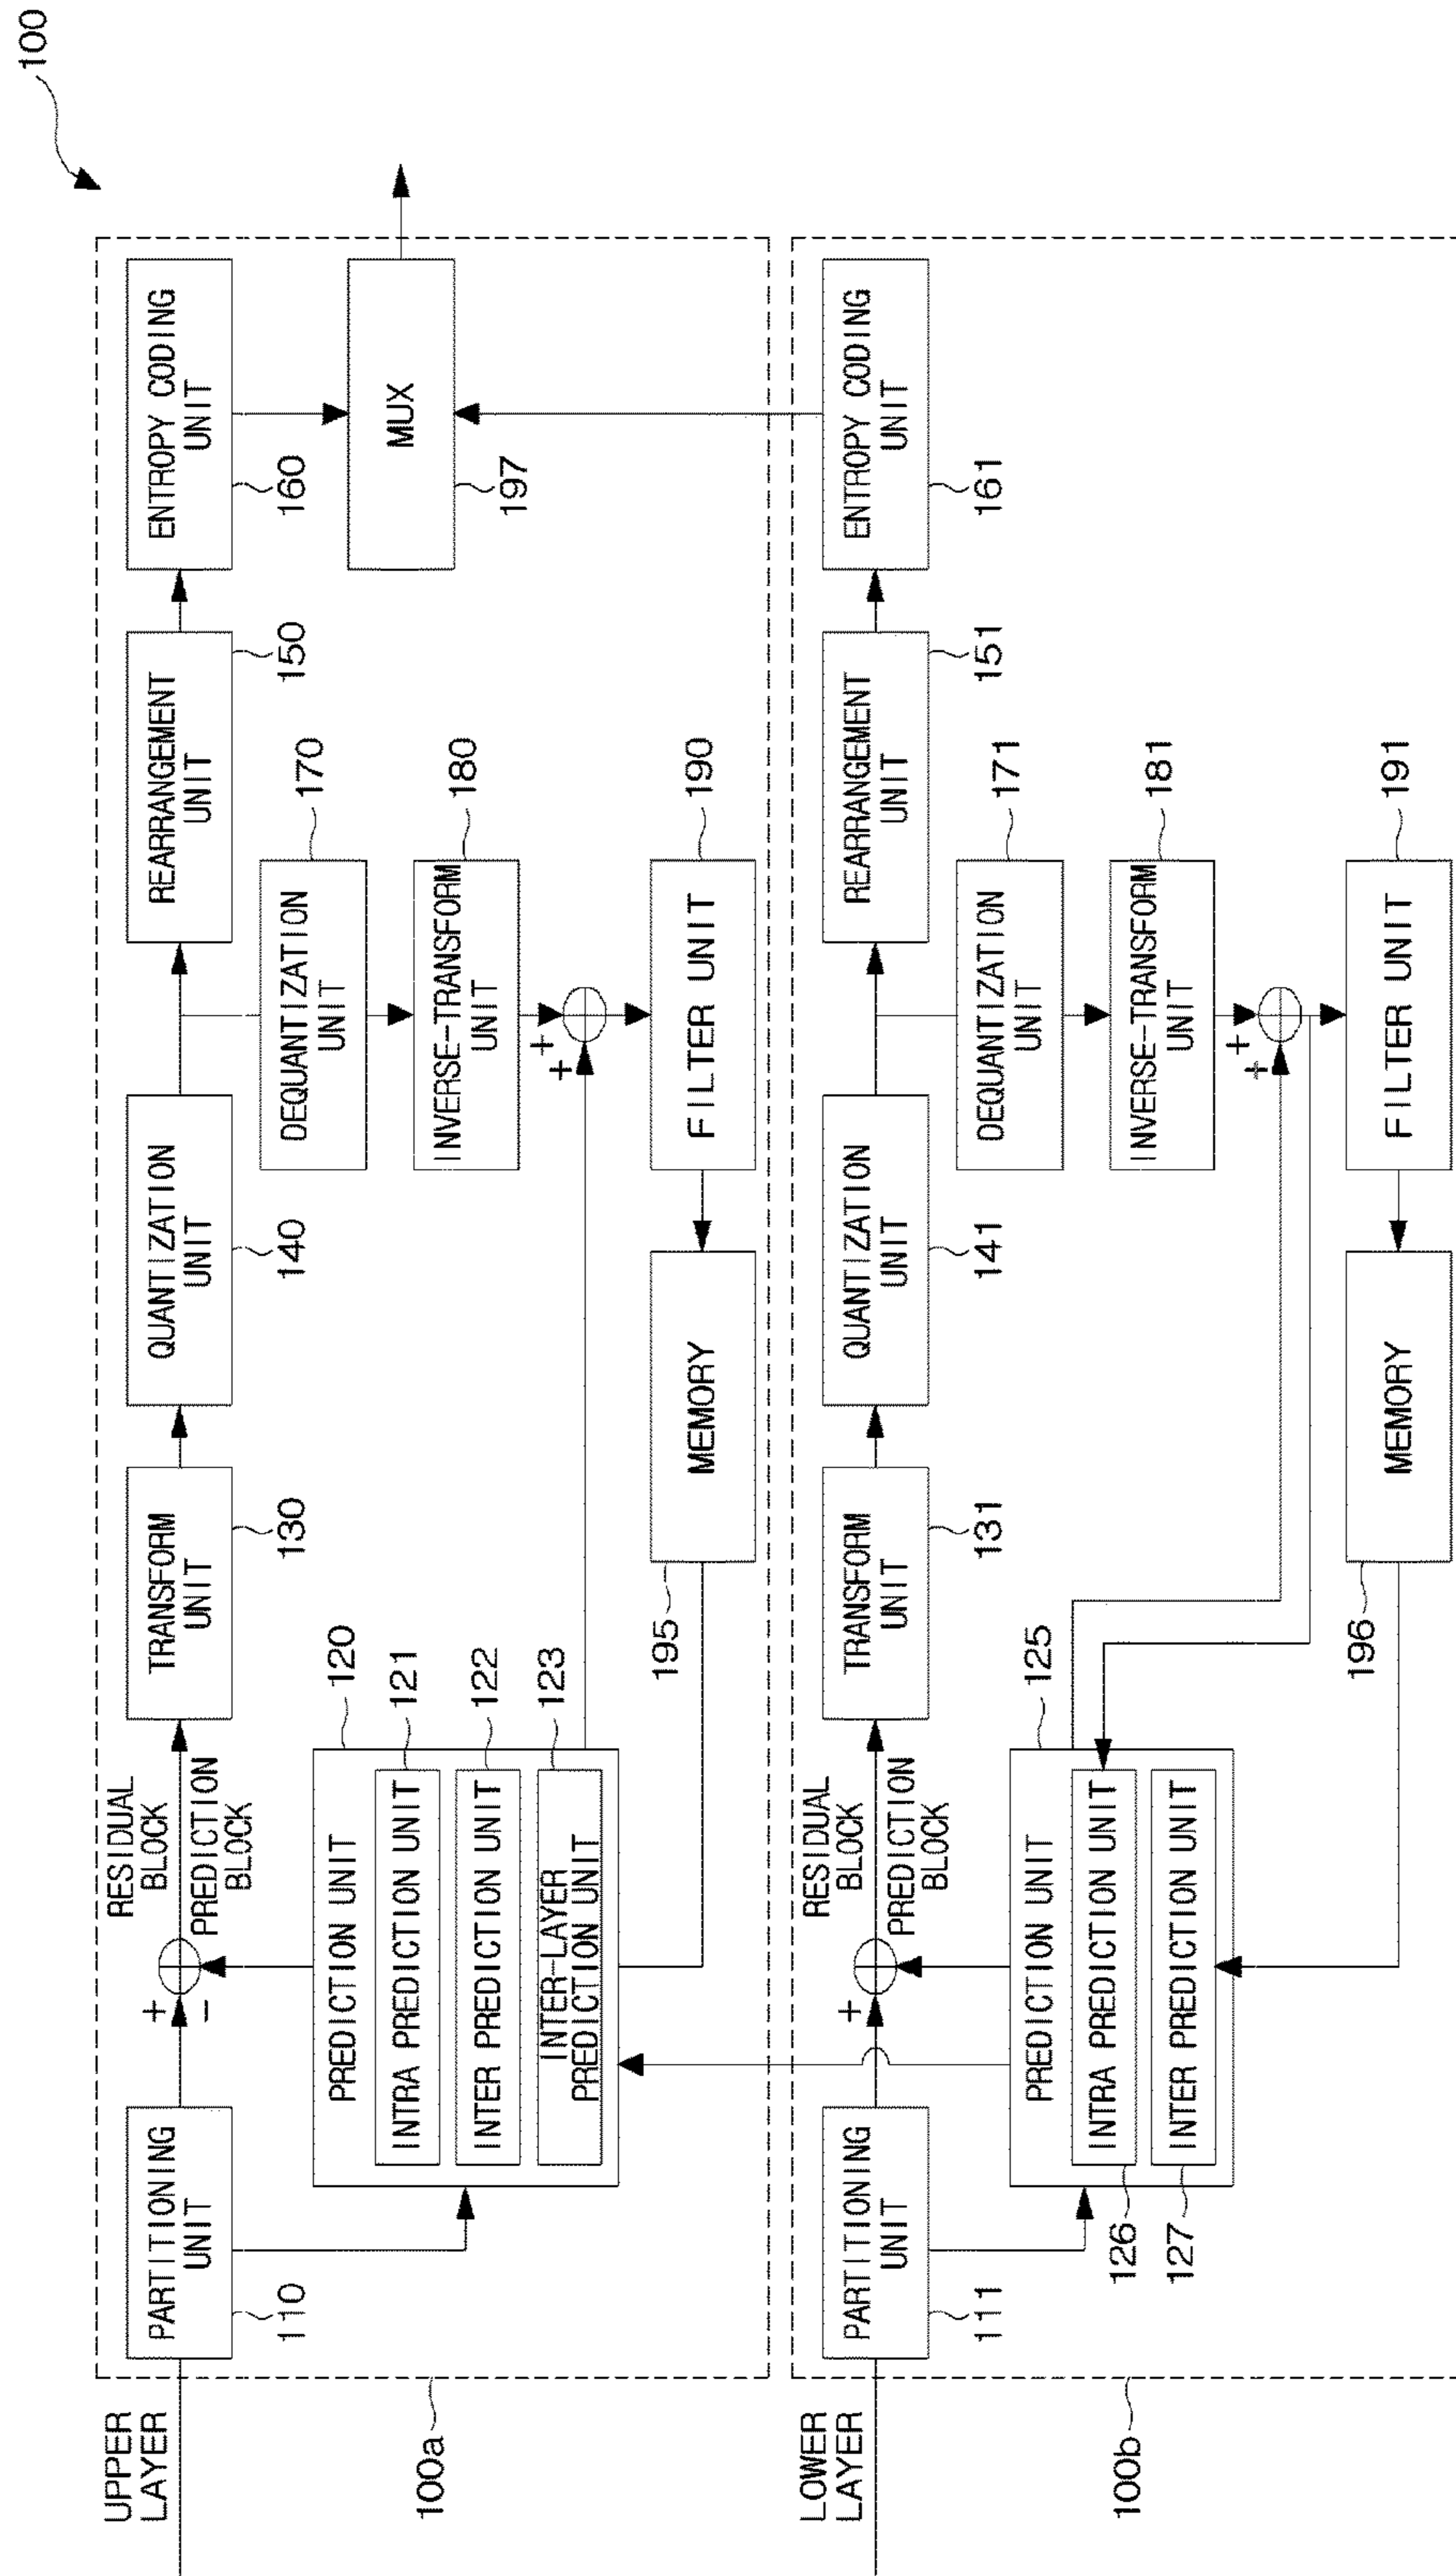 100
UPPER
LAYER
100a
PARTITIONING
UNIT
110
+
-
RESIDUAL
BLOCK
PREDICTION
BLOCK
TRANSFORM
UNIT
130
QUANTIZATION
UNIT
140
REARRANGEMENT
UNIT
150
ENTROPY CODING
UNIT
160
PREDICTION UNIT
120
INTRA PREDICTION UNIT
121
INTER PREDICTION UNIT
122
INTER-LAYER
PREDICTION UNIT
123
DEQUANTIZATION
UNIT
170
INVERSE-TRANSFORM
UNIT
180
+
+
FILTER UNIT
190
MEMORY
195
MUX
197
LOWER
LAYER
100b
PARTITIONING
UNIT
111
+
RESIDUAL
BLOCK
PREDICTION
BLOCK
TRANSFORM
UNIT
131
QUANTIZATION
UNIT
141
REARRANGEMENT
UNIT
151
ENTROPY CODING
UNIT
161
PREDICTION UNIT
125
INTRA PREDICTION UNIT
126
INTER PREDICTION UNIT
127
DEQUANTIZATION
UNIT
171
INVERSE-TRANSFORM
UNIT
181
+
+
FILTER UNIT
191
MEMORY
196